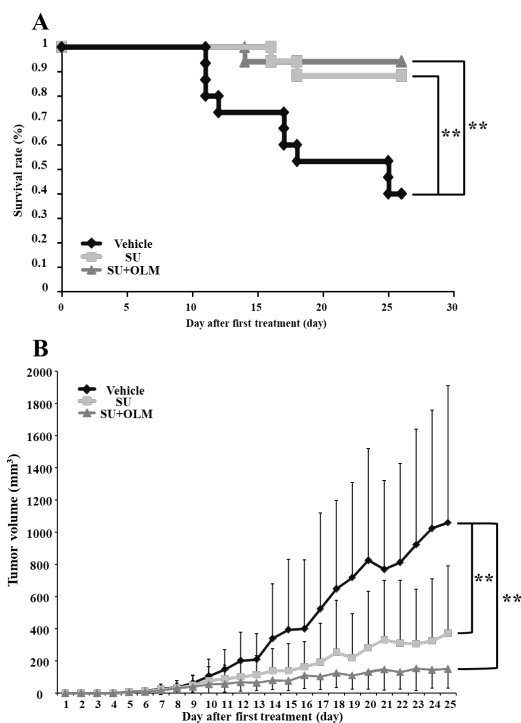 A
1
0.9
0.8
0.7
0.6
0.5
0.4
0.3
0.2
0.1
0
Survival rate (%)
Vehicle
SU
SU+OLM
**
**
0 5 10 15 20 25 30
Day after first treatment (day)
B
2000
1800
1600
1400
1200
1000
800
600
400
200
0
Tumor volume (mm³)
Vehicle
SU
SU+OLM
**
**
1 2 3 4 5 6 7 8 9 10 11 12 13 14 15 16 17 18 19 20 21 22 23 24 25
Day after first treatment (day)